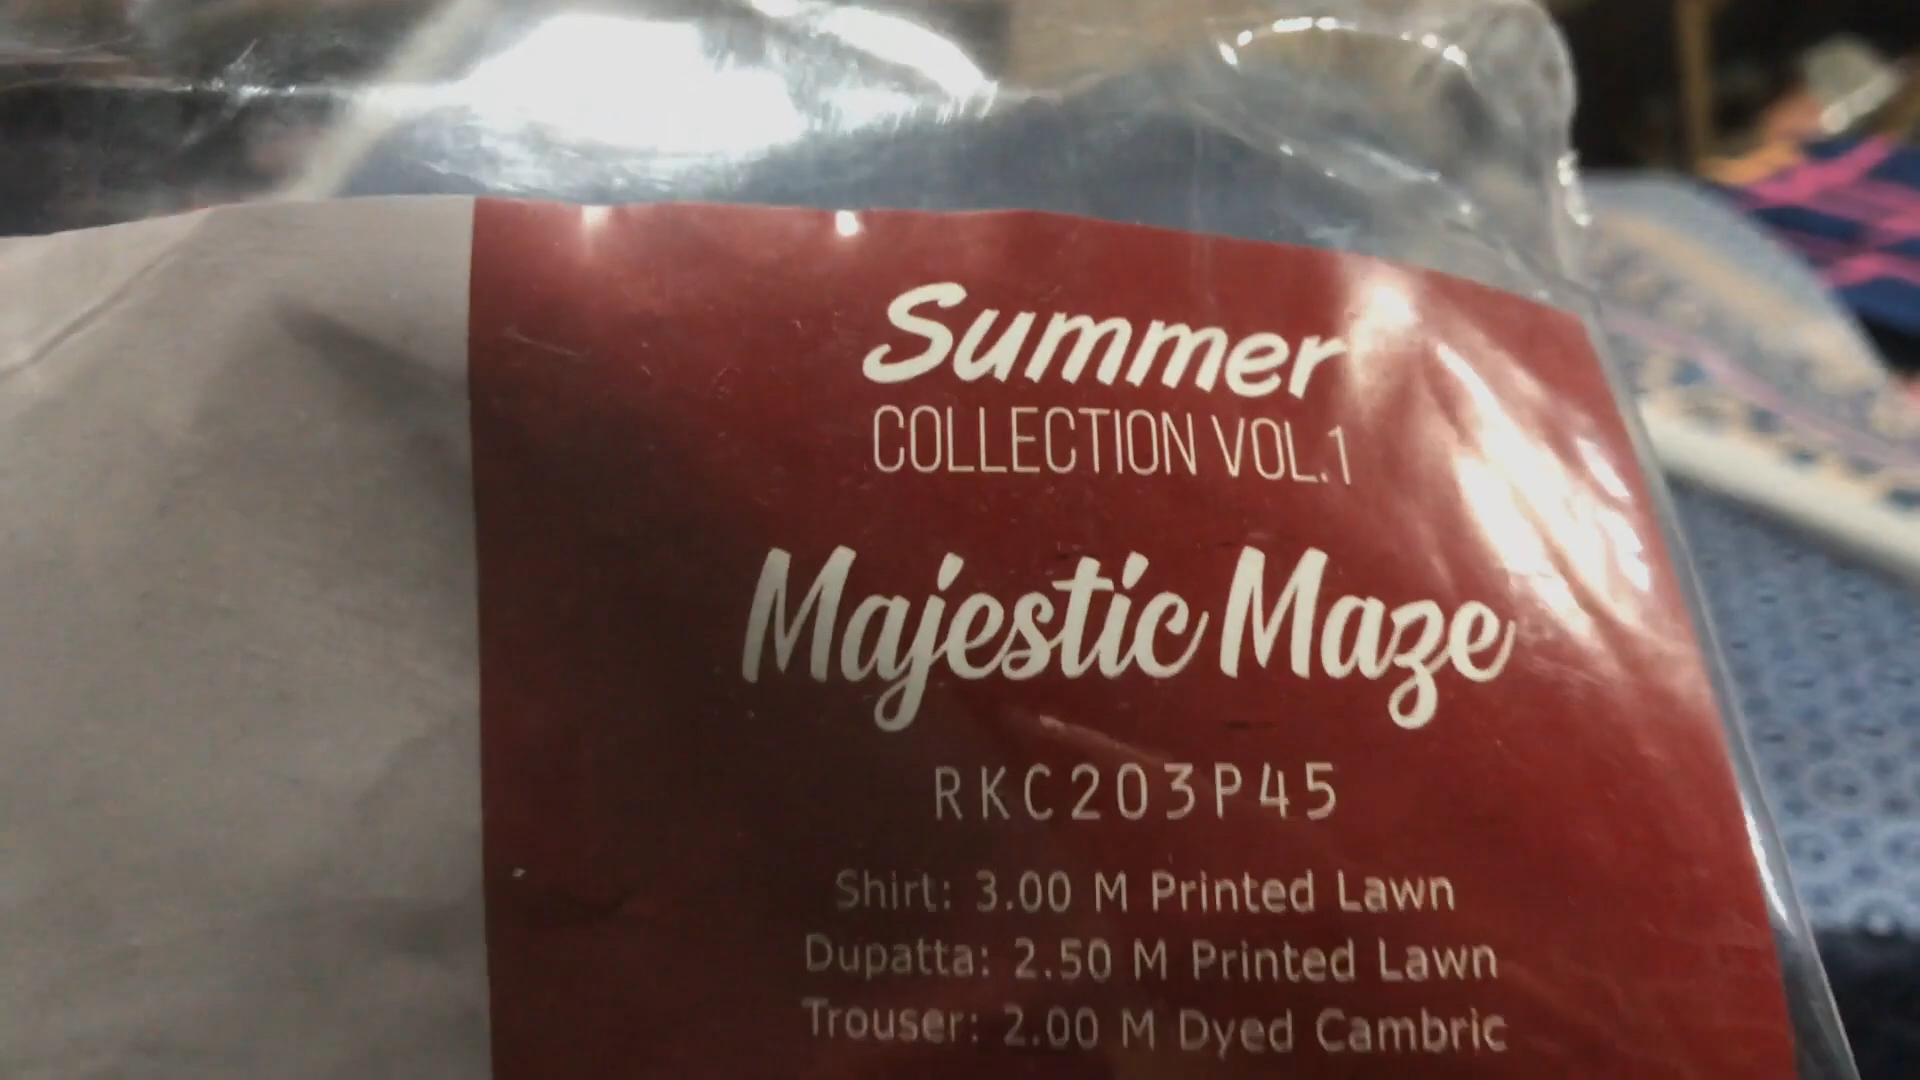 Summer
COLLECTION VOL.1
Majestic Maze
RKC203P45
Shirt: 3.00 M Printed Lawn
Dupatta: 2.50 M Printed Lawn
Trouser: 2.00 M Dyed Cambric